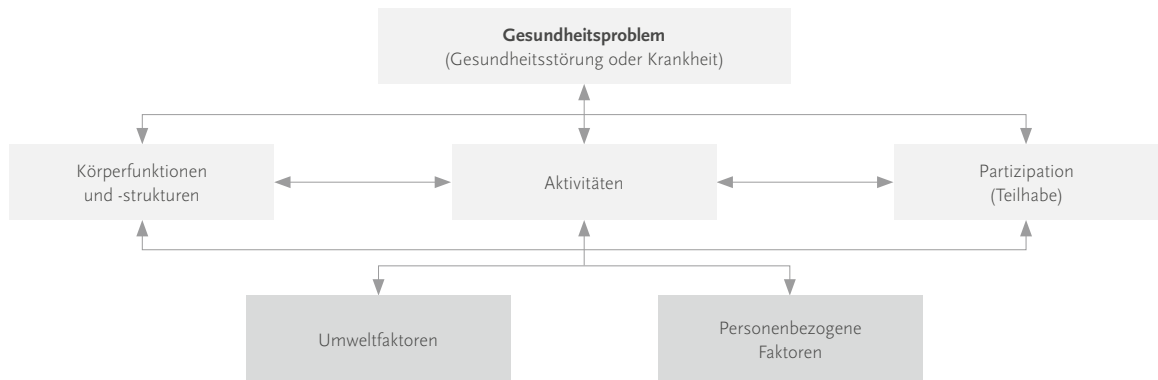 Gesundheitsproblem
(Gesundheitsstörung oder Krankheit)
Körperfunktionen
und -strukturen
Aktivitäten
Partizipation
(Teilhabe)
Umweltfaktoren
Personenbezogene
Faktoren